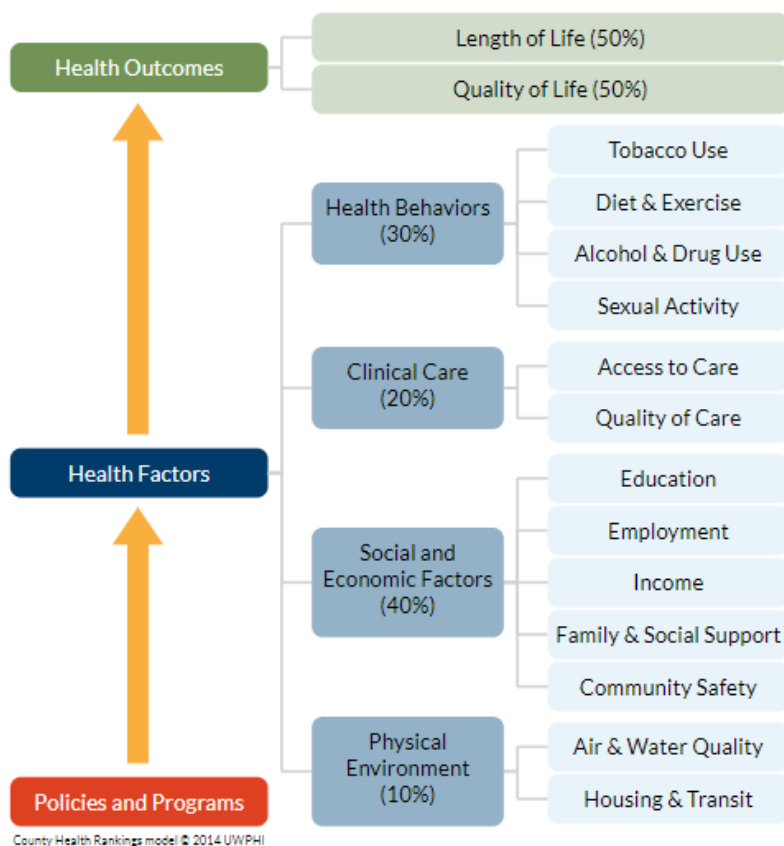 Length of Life (50%)
Health Outcomes
Quality of Life (50%)
Tobacco Use
Health Behaviors
(30%)
Diet & Exercise
Alcohol & Drug Use
Sexual Activity
Clinical Care
(20%)
Access to Care
Quality of Care
Health Factors
Education
Employment
Social and
Economic Factors
(40%)
Income
Family & Social Support
Community Safety
Physical
Environment
(10%)
Air & Water Quality
Housing & Transit
Policies and Programs
County Health Rankings model © 2014 UWPHI